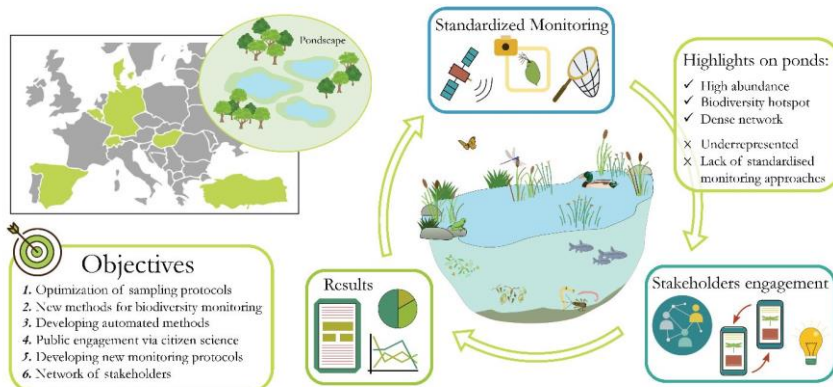 Pondscape
Standardized Monitoring
Highlights on ponds:
✓ High abundance
✓ Biodiversity hotspot
✓ Dense network
x Underrepresented
x Lack of standardised
monitoring approaches
Objectives
1. Optimization of sampling protocols
2. New methods for biodiversity monitoring
3. Developing automated methods
4. Public engagement via citizen science
5. Developing new monitoring protocols
6. Network of stakeholders
Results
Stakeholders engagement